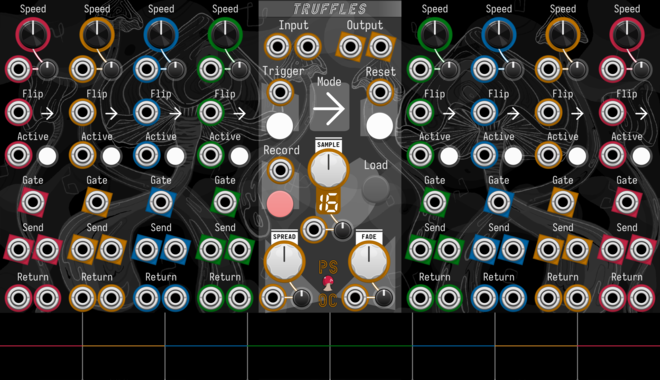 TRUFFLES
Speed Speed Speed Speed Input Output Speed Speed Speed Speed
Trigger Mode Reset
Flip Flip Flip Flip Flip Flip Flip Flip
Active Active Active Active Active Active Active Active
SAMPLE
Record Load
Gate Gate Gate Gate Gate Gate Gate Gate
16
Send Send Send Send Send Send Send Send
SPREAD FADE
PS
Return Return Return Return Return Return Return Return